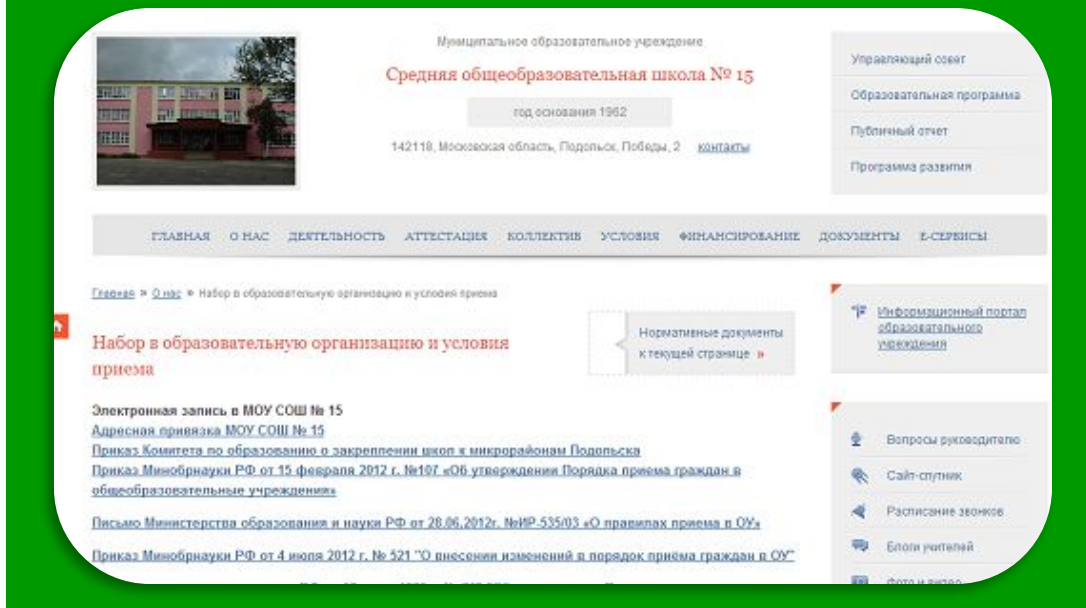 Муниципальное образовательное учреждение
Средняя общеобразовательная школа № 15
год основания 1962
142118, Московская область, Подольск, Победы, 2 контакты
Управляющий совет
Образовательная программа
Публичный отчет
Программа развития
ГЛАВНАЯ О НАС ДЕЯТЕЛЬНОСТЬ АТТЕСТАЦИЯ КОЛЛЕКТИВ УСЛОВИЯ ФИНАНСИРОВАНИЕ ДОКУМЕНТЫ Е-СЕРВИСЫ
Главная » О нас » Набор в образовательную организацию и условия приема
Набор в образовательную организацию и условия
приема
Нормативные документы
к текущей странице »
Электронная запись в МОУ СОШ № 15
Адресная привязка МОУ СОШ № 15
Приказ Комитета по образованию о закреплении школ к микрорайонам Подольска
Приказ Минобрнауки РФ от 15 февраля 2012 г. №107 «Об утверждении Порядка приема граждан в
общеобразовательные учреждения»
Письмо Министерства образования и науки РФ от 28.06.2012г. №ИР-535/03 «О правилах приема в ОУ»
Приказ Минобрнауки РФ от 4 июля 2012 г. № 521 "О внесении изменений в порядок приёма граждан в ОУ"
Информационный портал
образовательного
учреждения
Вопросы руководителю
Сайт-спутник
Расписание звонков
Блоги учителей
Фото и видео